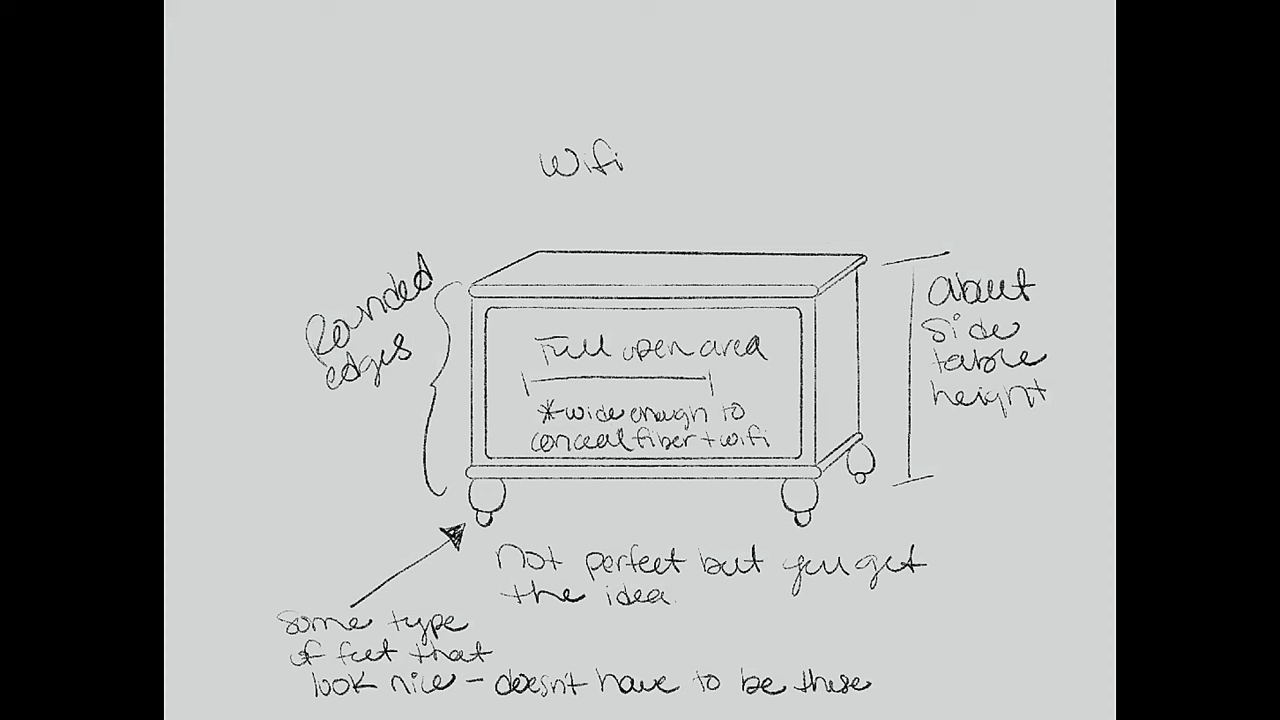 Wifi
Rounded
edges
Full open area
*wide enough to
conceal fiber + wifi
about
side
table
height
Not perfect but you get
the idea.
Some type
of feet that
look nice - doesn't have to be these